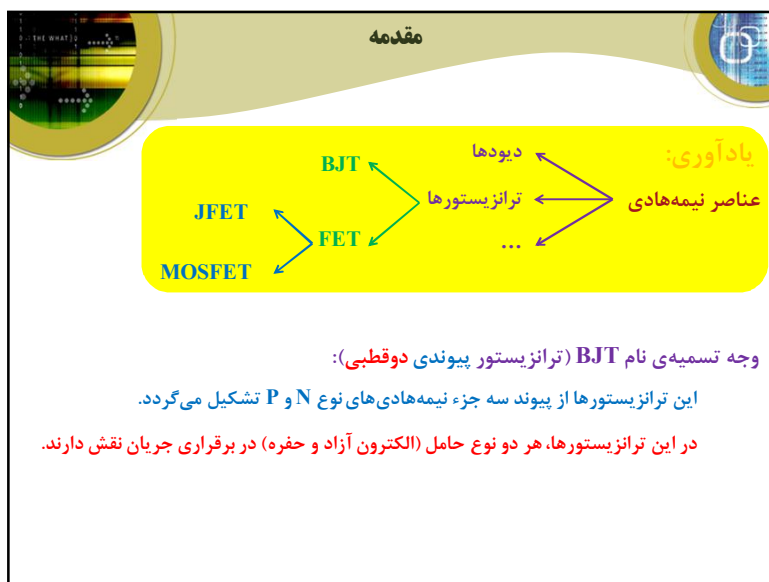 THE WHAT
مقدمه
یادآوری:
عناصر نیمه‌هادی
دیودها
ترانزیستورها
...
BJT
FET
JFET
MOSFET
وجه تسمیه‌ی نام BJT (ترانزیستور پیوندی دوقطبی):
این ترانزیستورها از پیوند سه جزء نیمه‌هادی‌های نوع N و P تشکیل می‌گردد.
در این ترانزیستورها، هر دو نوع حامل (الکترون آزاد و حفره) در برقراری جریان نقش دارند.